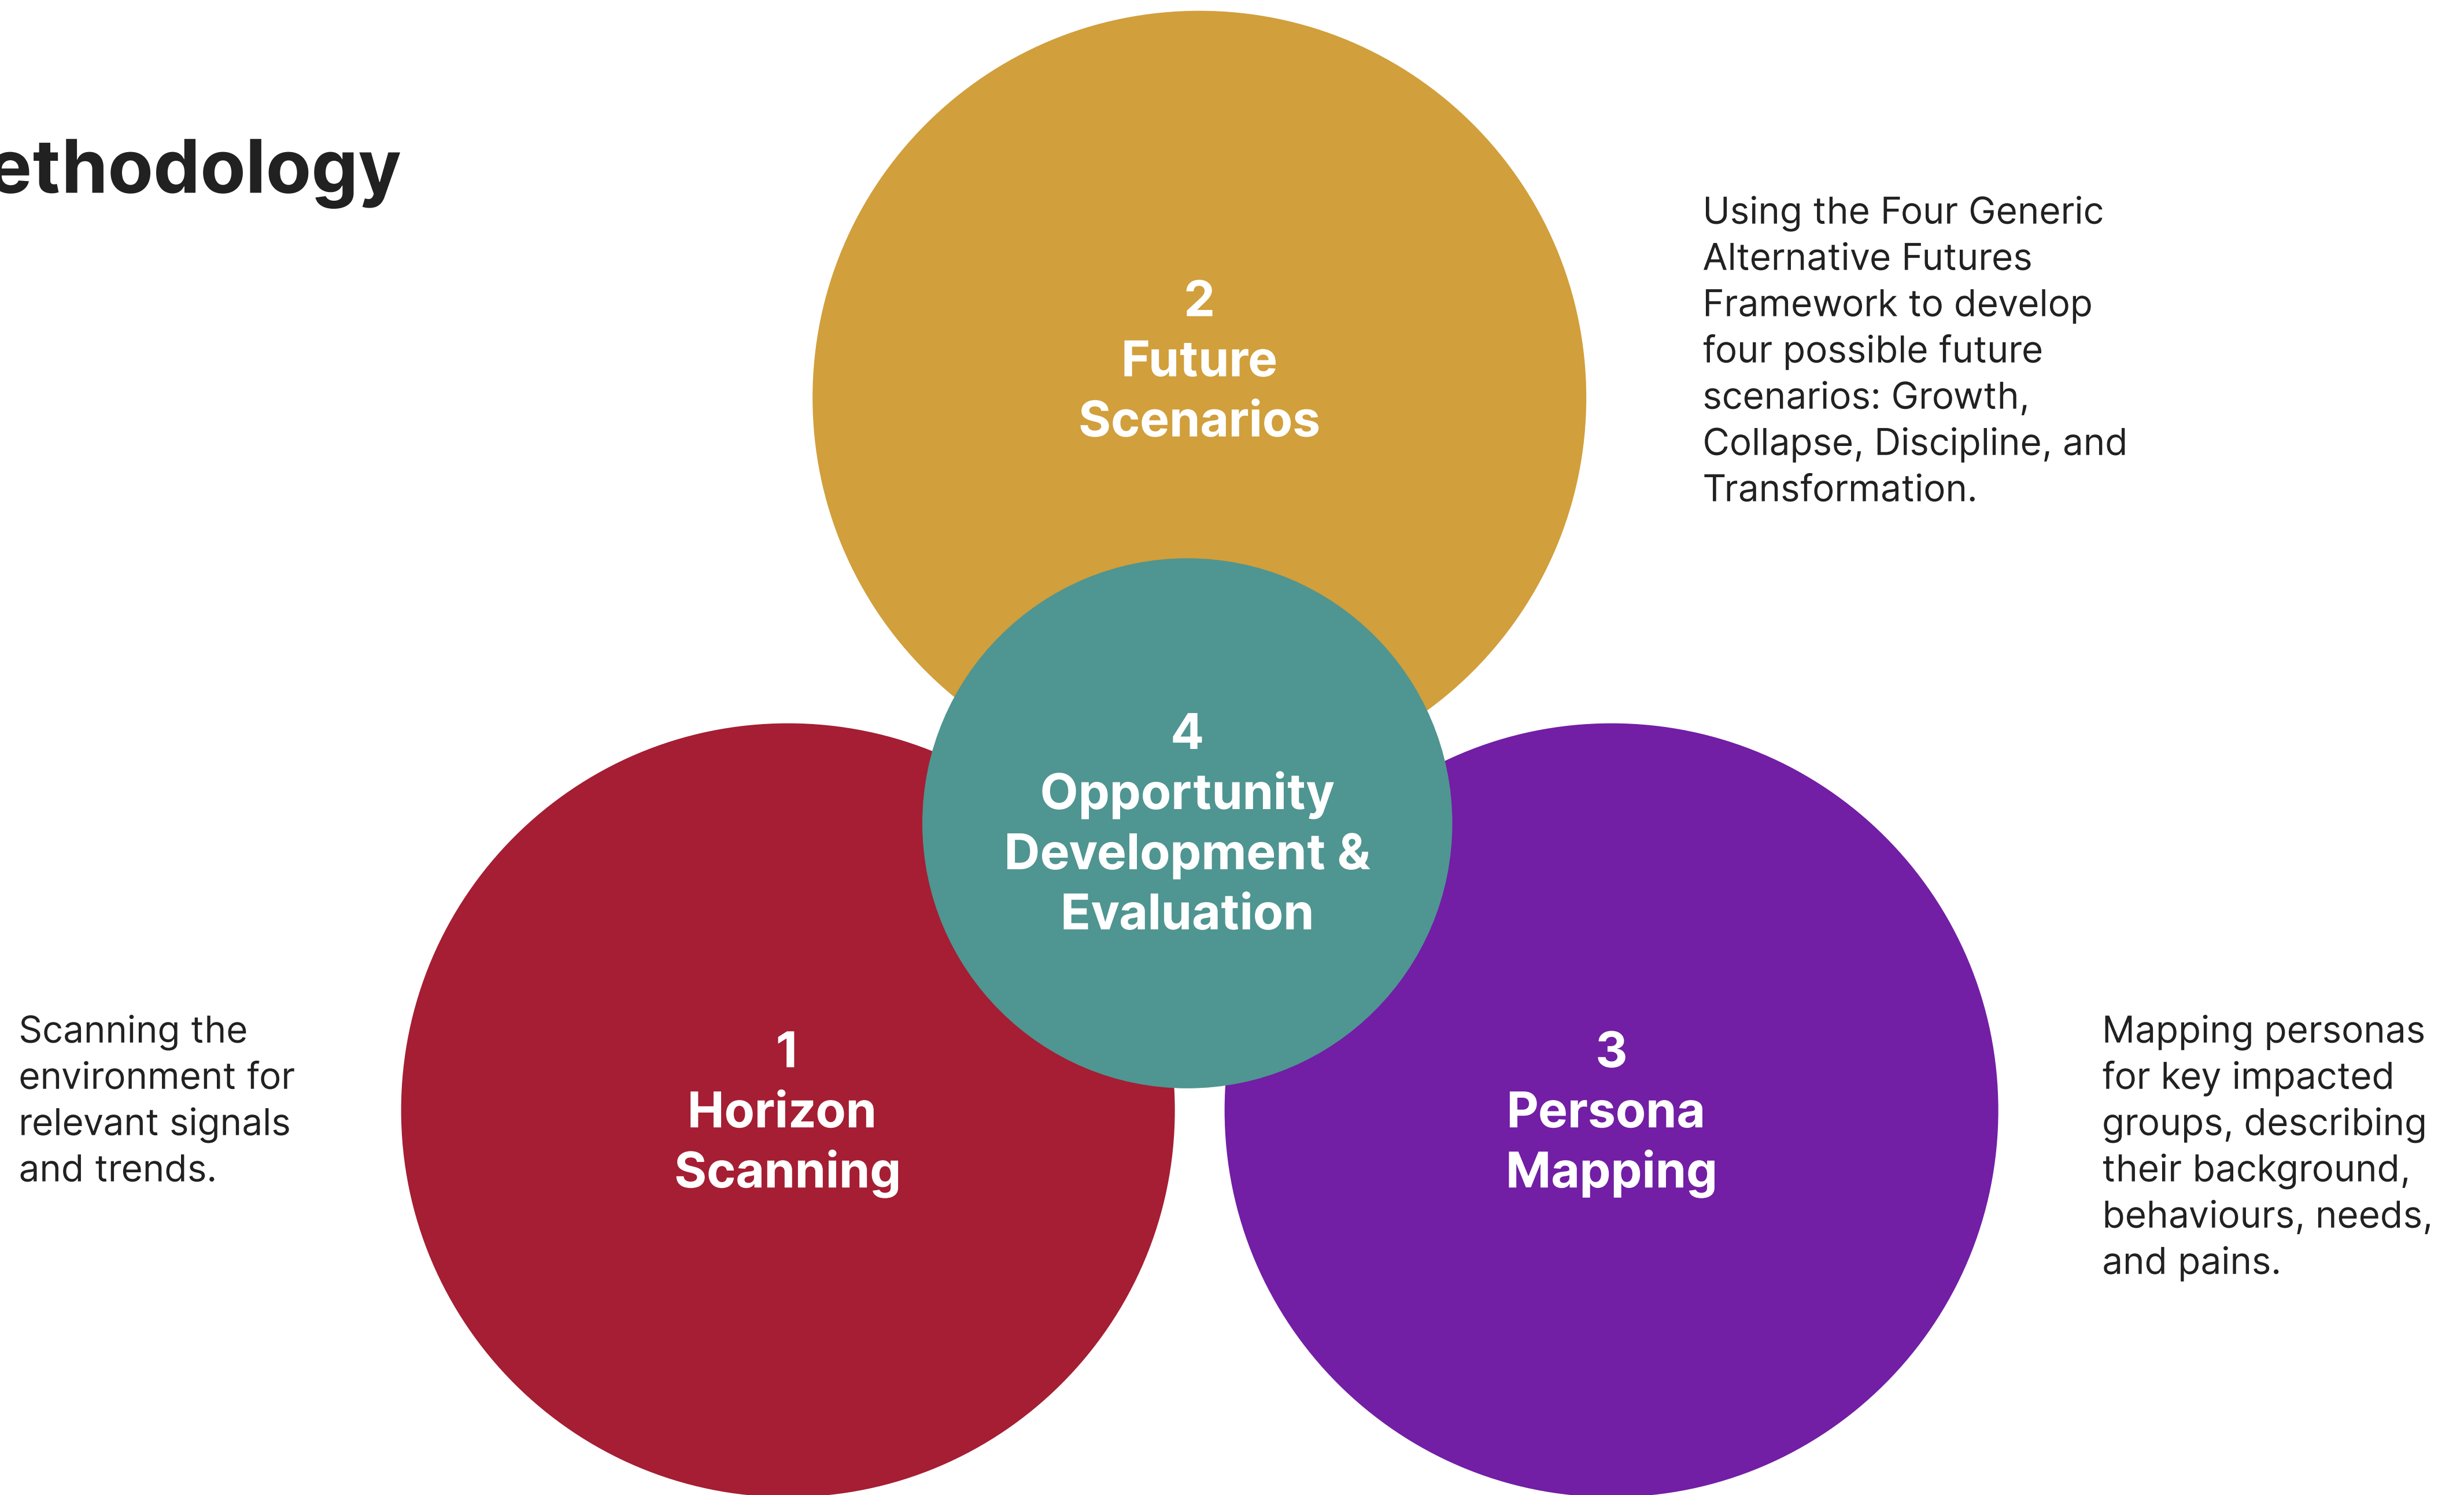 ethodology
2
Future
Scenarios
Using the Four Generic
Alternative Futures
Framework to develop
four possible future
scenarios: Growth,
Collapse, Discipline, and
Transformation.
4
Opportunity
Development &
Evaluation
Scanning the
environment for
relevant signals
and trends.
1
Horizon
Scanning
3
Persona
Mapping
Mapping personas
for key impacted
groups, describing
their background,
behaviours, needs,
and pains.